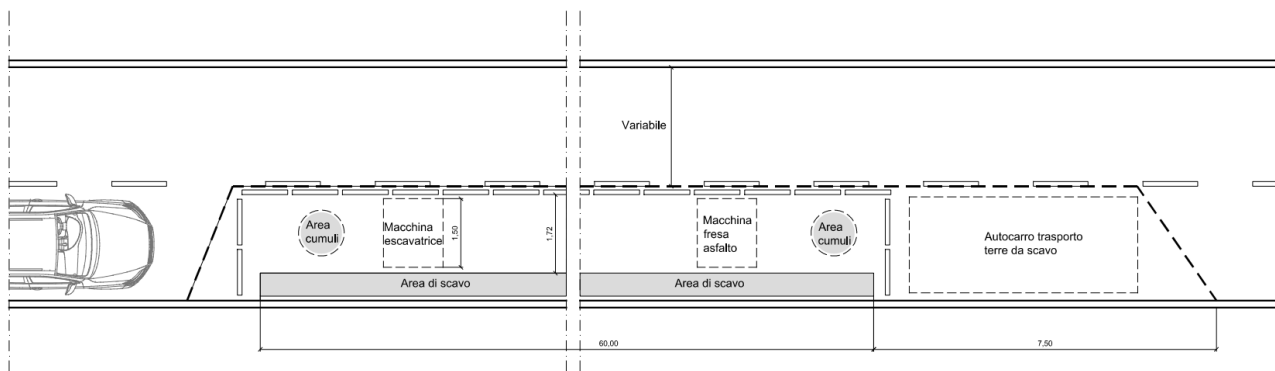 Variabile
Area
cumuli
Macchina
escavatrice
1,50
1,72
Macchina
fresa
asfalto
Area
cumuli
Autocarro trasporto
terre da scavo
Area di scavo
Area di scavo
60,00
7,50